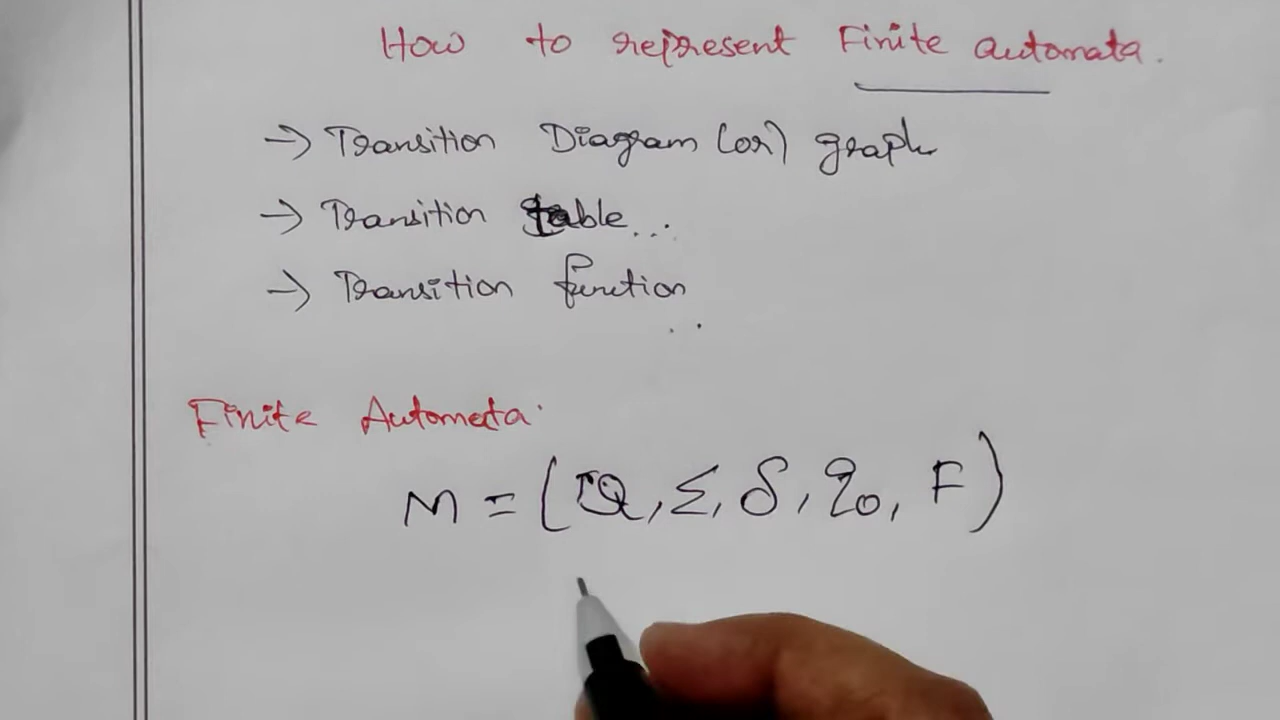 How to represent Finite automata.
→ Transition Diagram (or) graph
→ Transition table...
→ Transition function
..
Finite Automata.
M = (Q, Σ, δ, q₀, F)